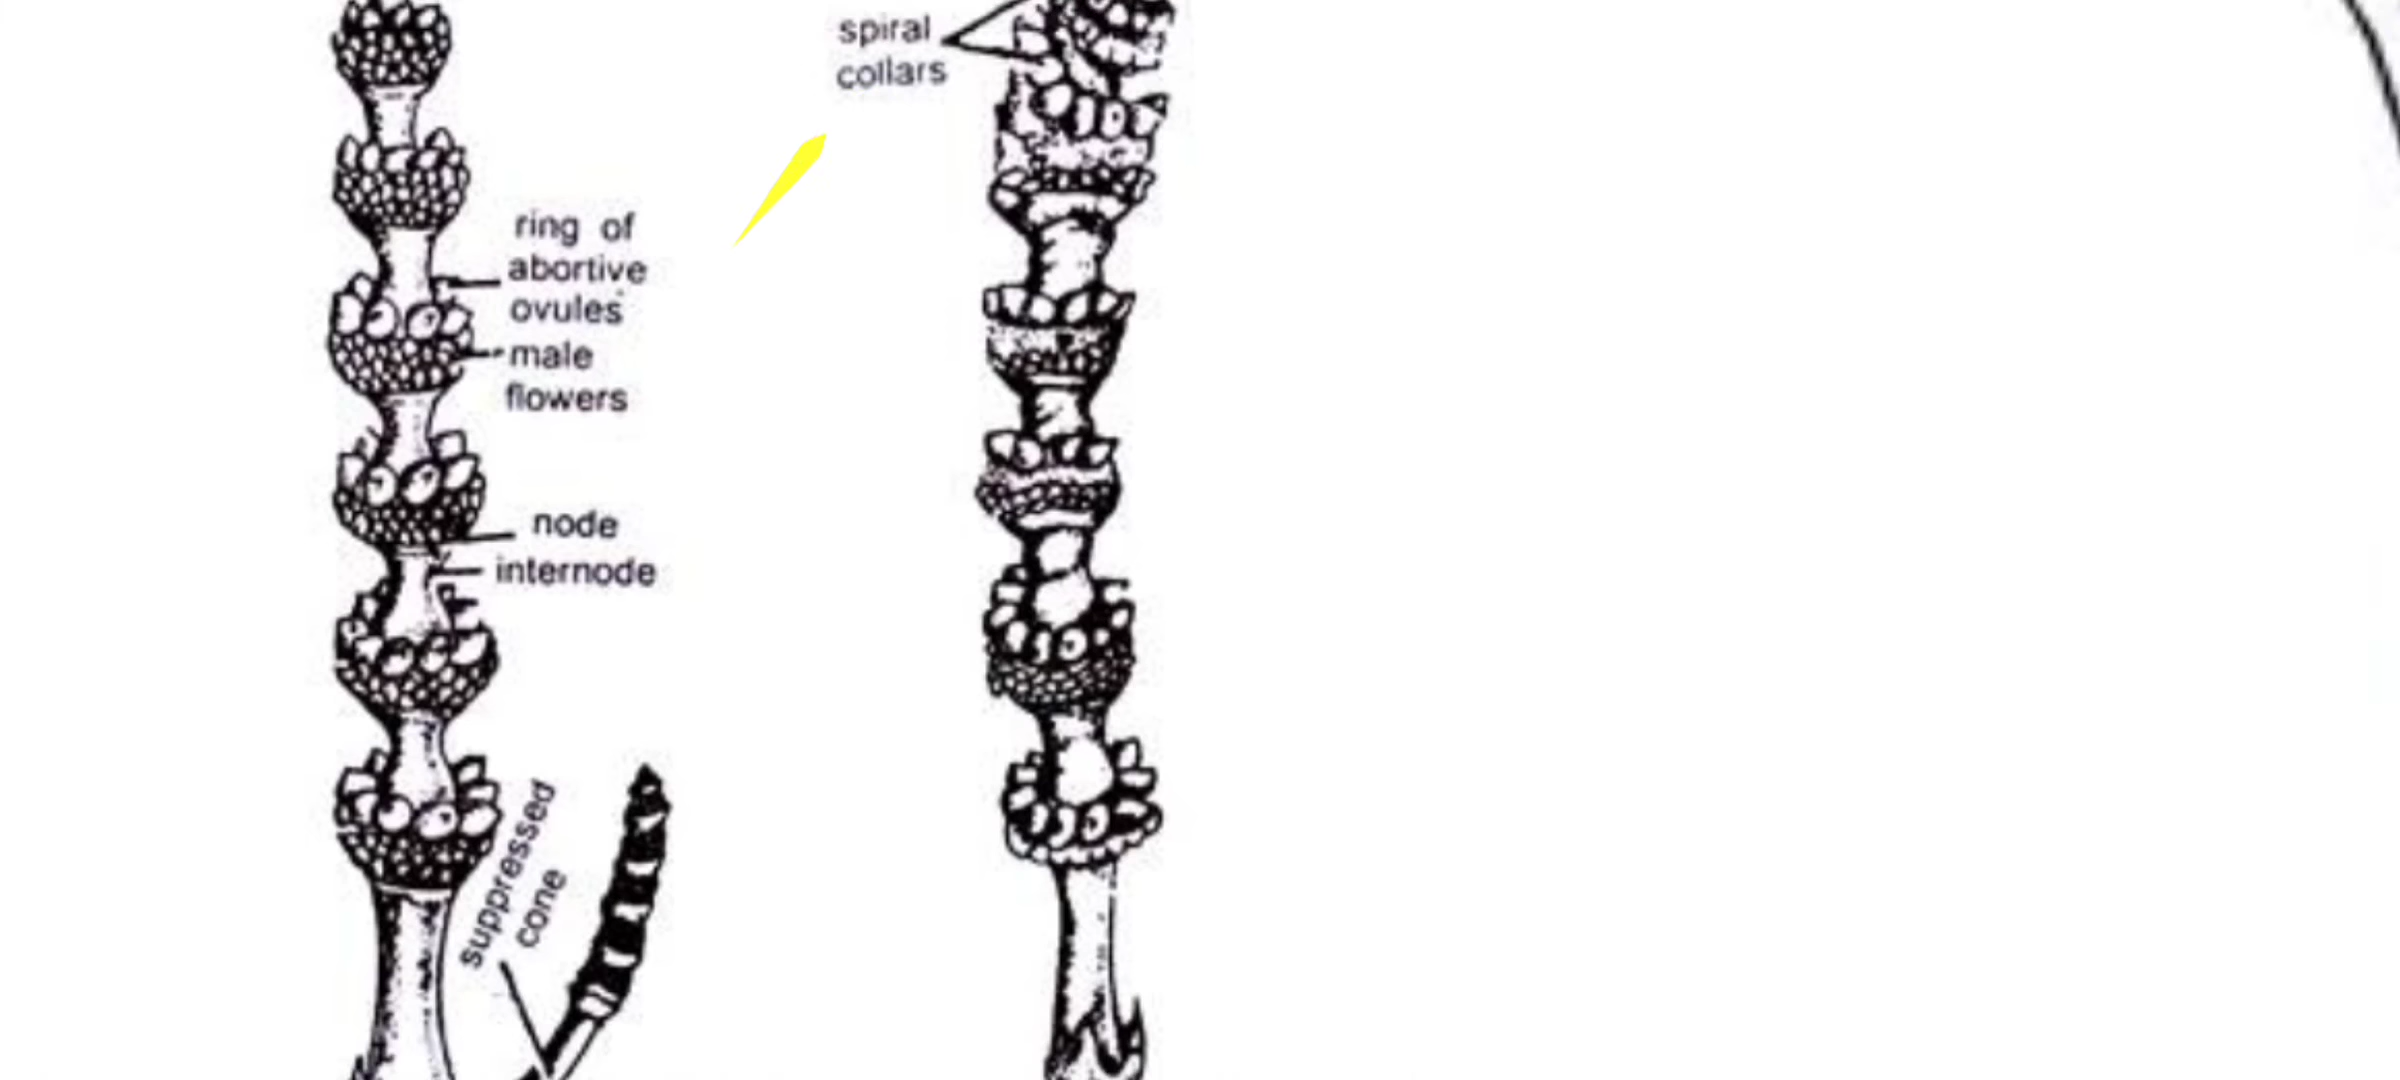 spiral
collars
ring of
abortive
ovules
male
flowers
node
internode
suppressed
cone